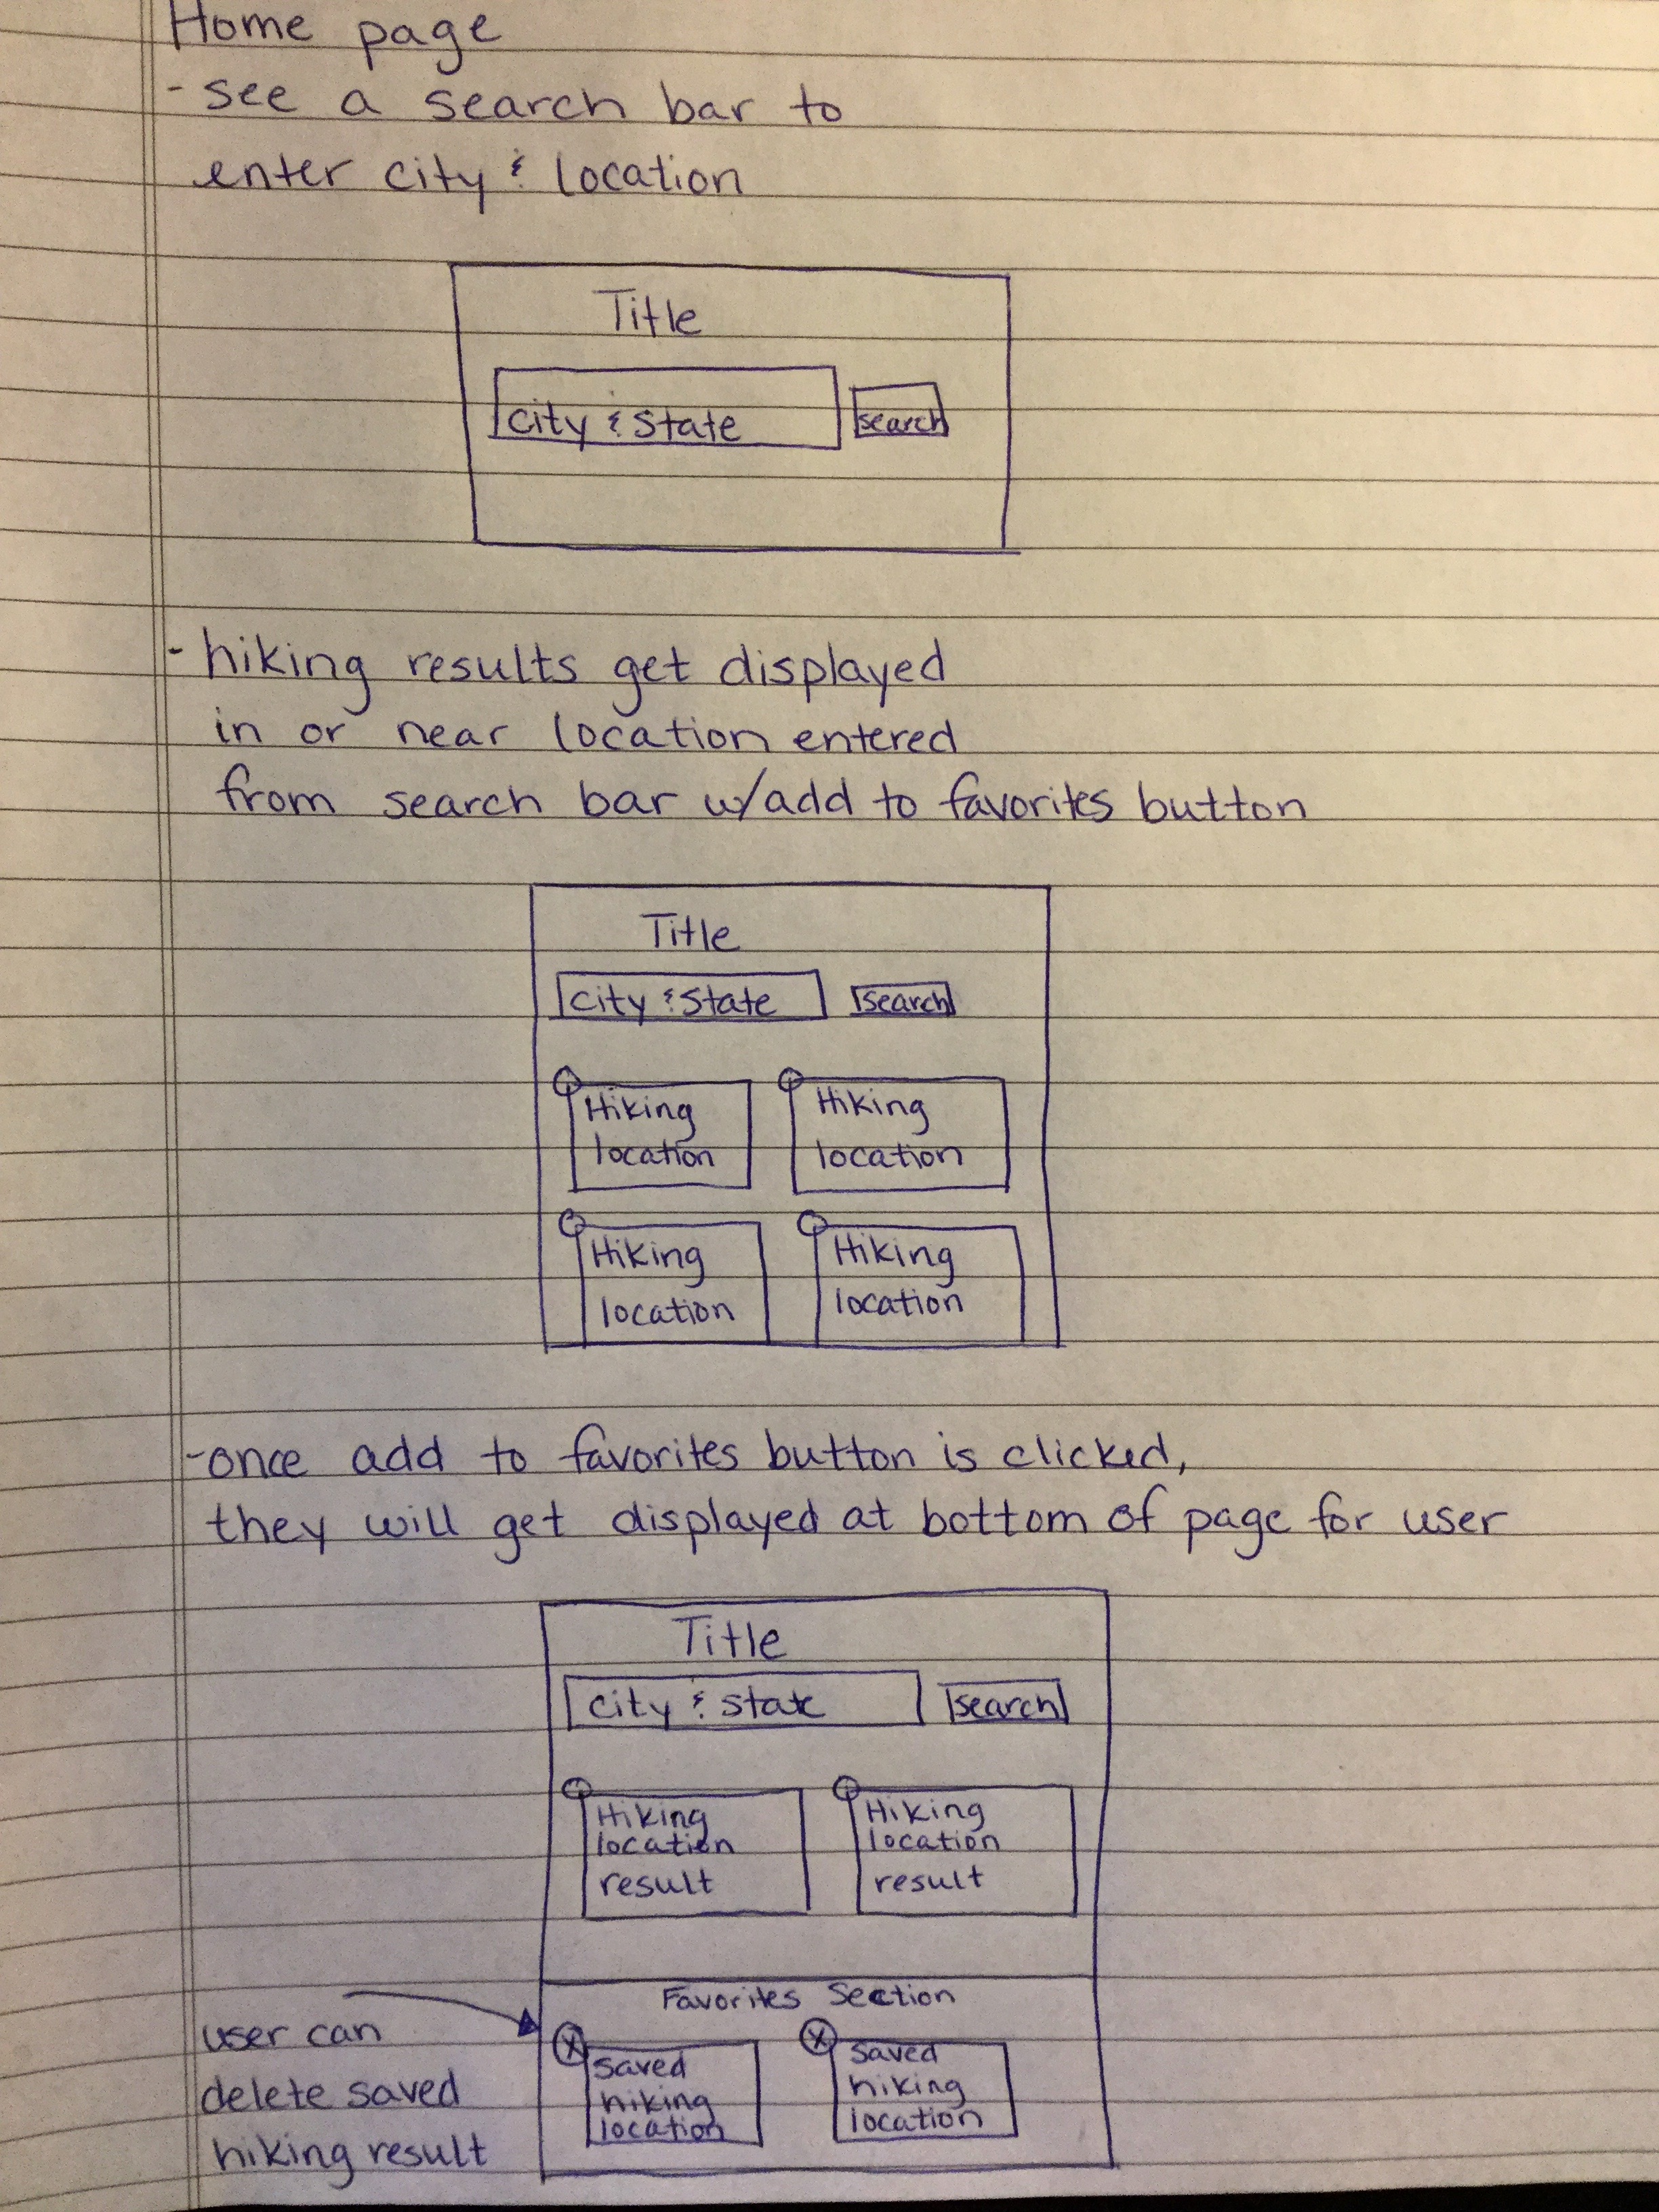 Home page
- see a search bar to
enter city & location
Title
city & state
search
- hiking results get displayed
in or near location entered
from search bar w/add to favorites button
Title
city & state
search
Hiking
location
Hiking
location
Hiking
location
Hiking
location
-once add to favorites button is clicked,
they will get displayed at bottom of page for user
Title
city & state
search
Hiking
location
result
Hiking
location
result
Favorites Section
user can
delete saved
hiking result
X
saved
hiking
location
X
saved
hiking
location